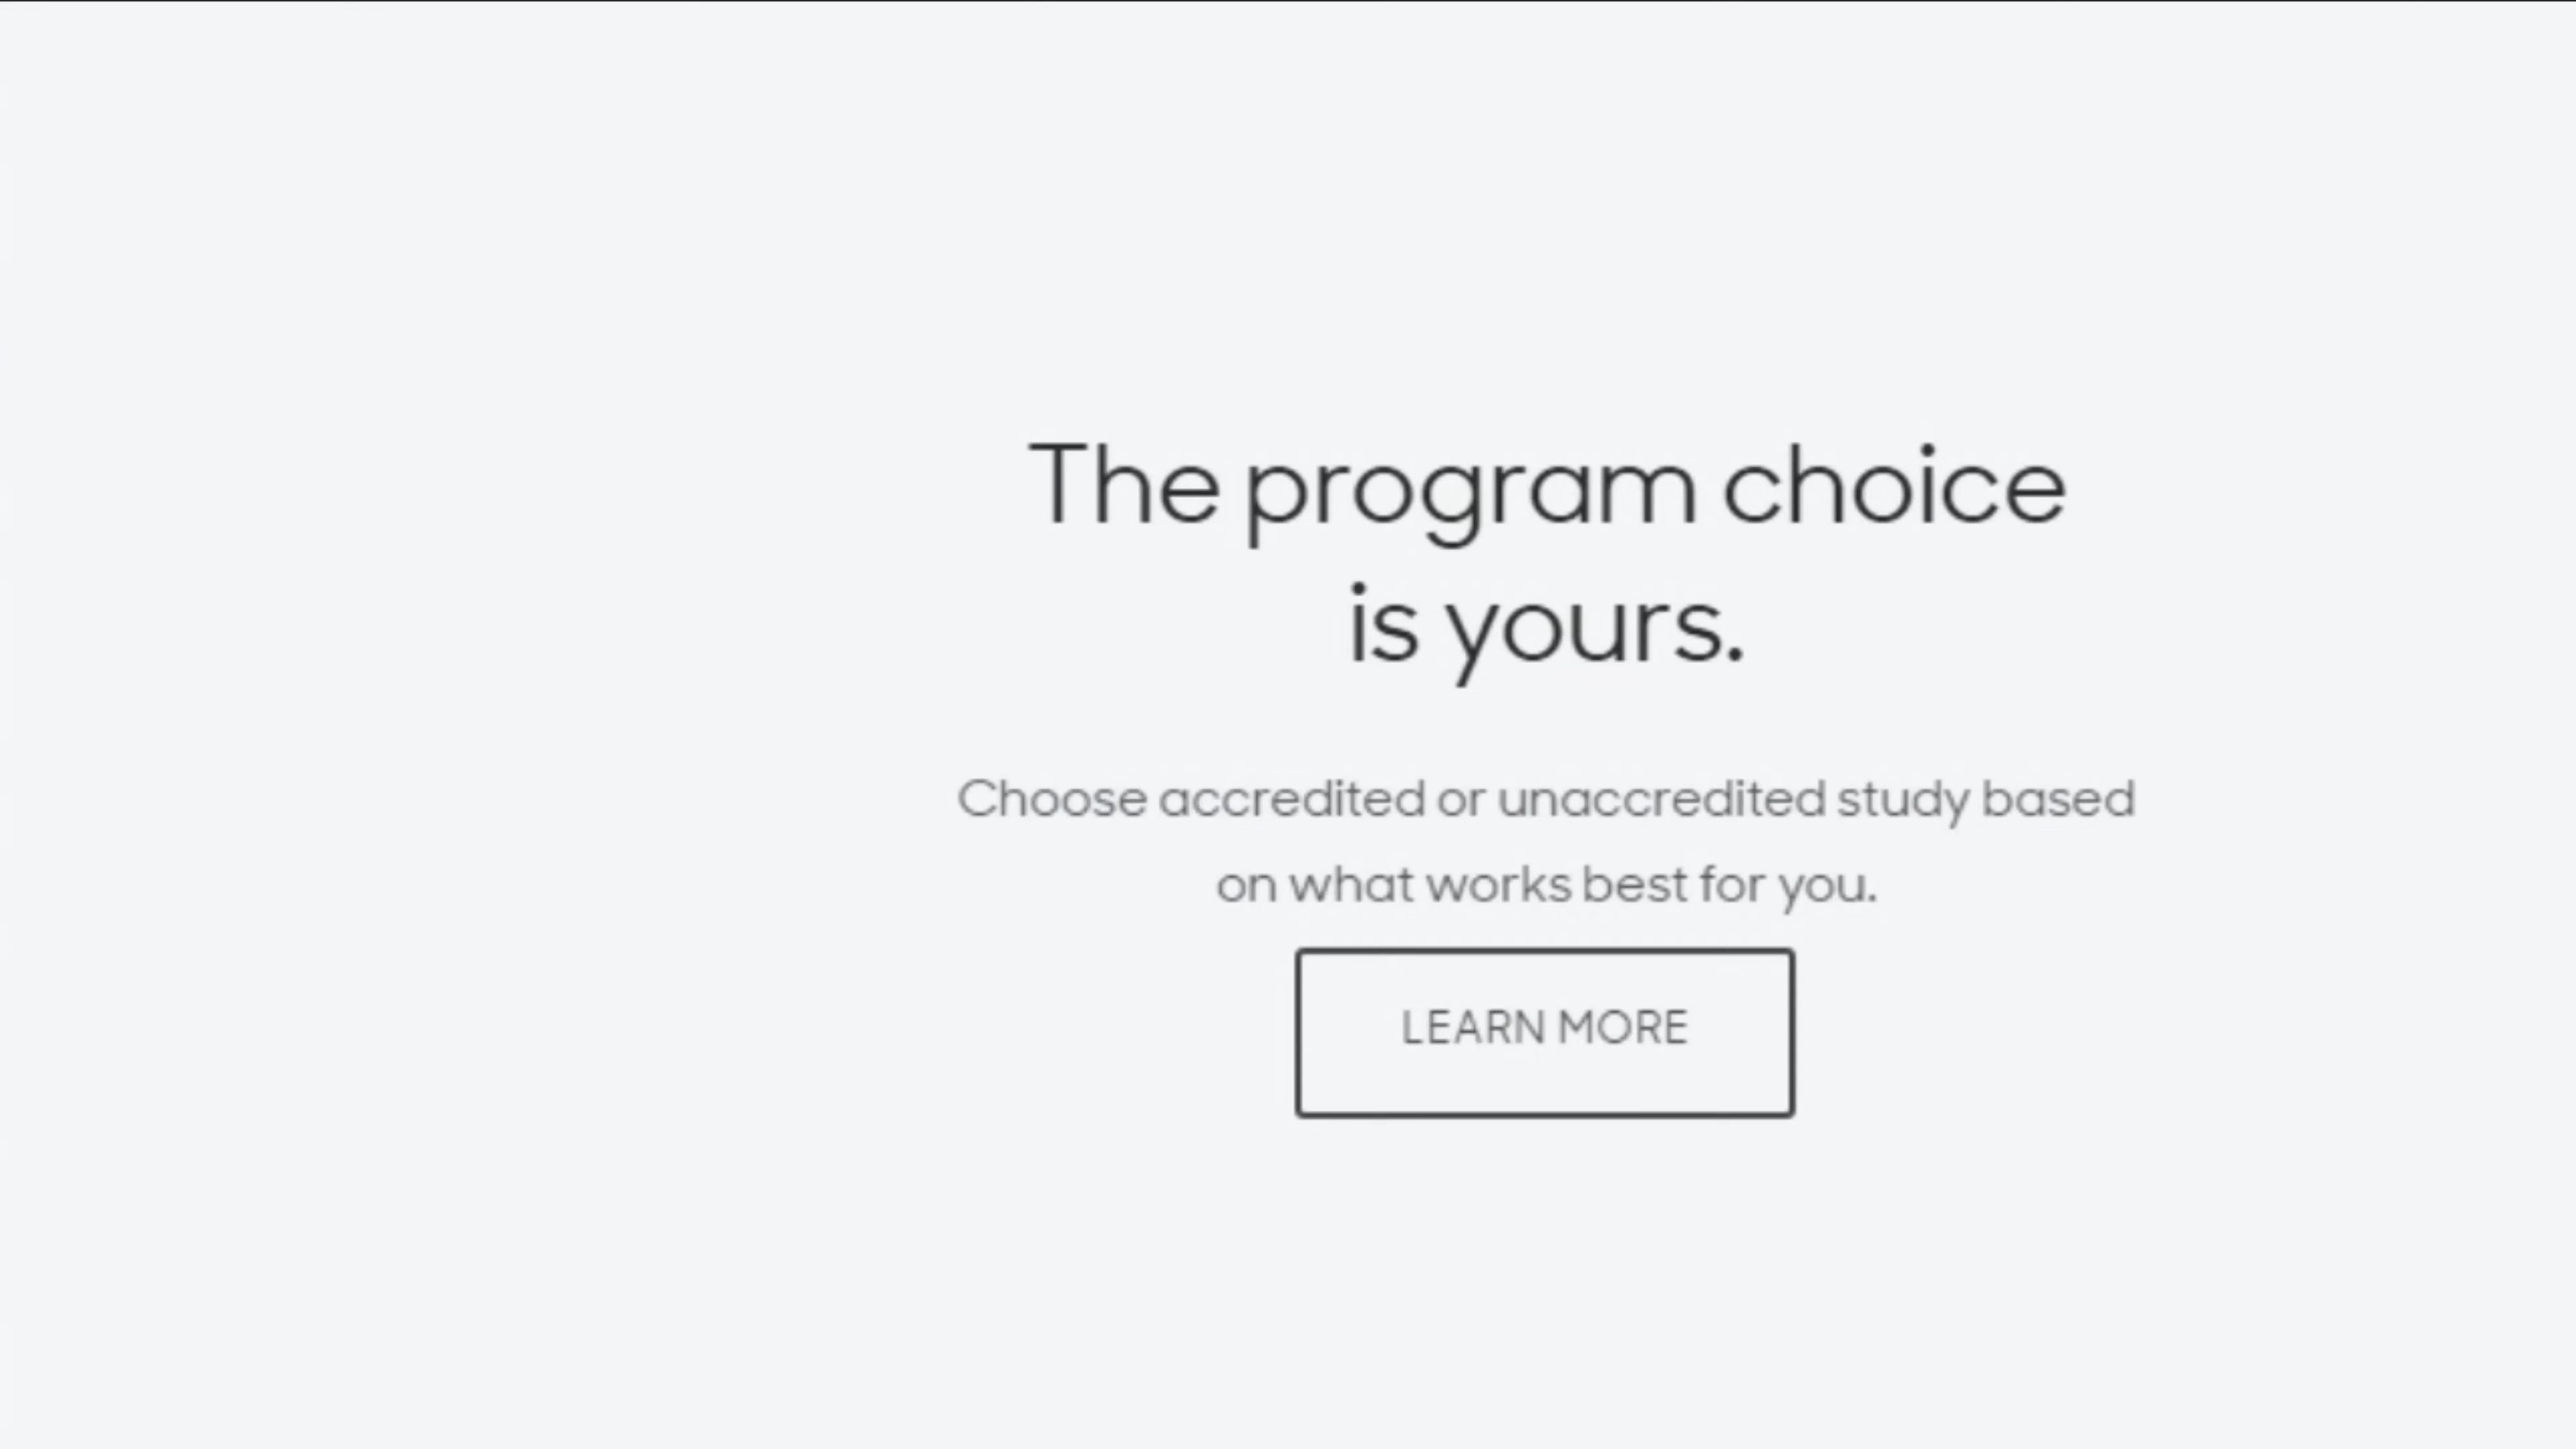 The program choice
is yours.
Choose accredited or unaccredited study based
on what works best for you.
LEARN MORE